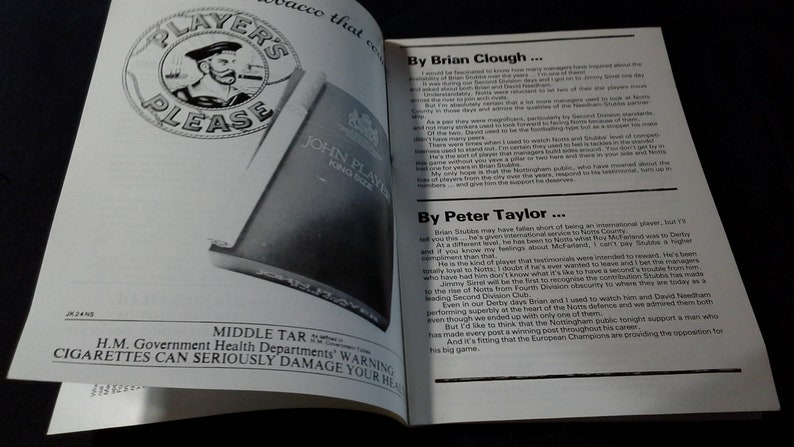 obacco that cou
PLAYER'S
PLEASE
JOHN PLAYER
KING SIZE
JOHN PLAYER
JK 24 NS
MIDDLE TAR As defined in
H.M. Government Tables
H.M. Government Health Departments' WARNING
CIGARETTES CAN SERIOUSLY DAMAGE YOUR HEAL
By Brian Clough ...
I would be fascinated to know how many managers have inquired about the
availability of Brian Stubbs over the years ... I'm one of them!
It was during our Second Division days and I got on to Jimmy Sirrel one day
and asked about both Brian and David Needham.
Understandably, Notts were reluctant to let two of their star players move
across the river to join arch rivals.
But I'm absolutely certain that a lot more managers used to look at Notts
County in those days and admire the qualities of the Needham-Stubbs partner-
ship.
As a pair they were magnificent, particularly by Second Division standards,
and not many strikers used to look forward to facing Notts because of them.
Of the two, David used to be the footballing type but as a stopper his mate
didn't have many peers.
There were times when I used to watch Notts and Stubbs' level of competi-
tiveness used to stand out. I'm certain they used to feel is tackles in the stands!
He's the sort of player that managers build sides around. You don't get by in
this game without you yave a pillar or two here and there in your side and Notts
had one for years in Brian Stubbs.
My only hope is that the Nottingham public, who have moaned about the
loss of players from the city over the years, respond to his testimonial, turn up in
numbers ... and give him the support he deserves.
By Peter Taylor ...
Brian Stubbs may have fallen short of being an international player, but I'll
tell you this ... he's given international service to Notts County.
At a different level, he has been to Notts what Roy McFarland was to Derby
and if you know my feelings about McFarland, I can't pay Stubbs a higher
compliment than that.
He is the kind of player that testimonials were intended to reward. He's been
totally loyal to Notts; I doubt if he's ever wanted to leave and I bet the managers
who have had him don't know what it's like to have a second's trouble from him.
Jimmy Sirrel will be the first to recognise the contribution Stubbs has made
to the rise of Notts from Fourth Division obscurity to where they are today as a
leading Second Division Club.
Even in our Derby days Brian and I used to watch him and David Needham
performing superbly at the heart of the Notts defence and we admired them both
even though we ended up with only one of them.
But I'd like to think that the Nottingham public tonight support a man who
has made every post a winning post throughout his career.
And it's fitting that the European Champions are providing the opposition for
his big game.